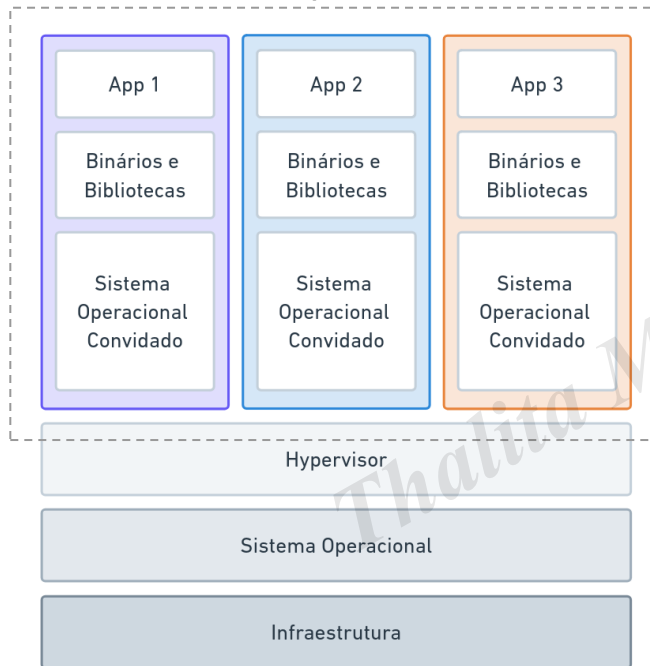 App 1
App 2
App 3
Binários e
Bibliotecas
Binários e
Bibliotecas
Binários e
Bibliotecas
Sistema
Operacional
Convidado
Sistema
Operacional
Convidado
Sistema
Operacional
Convidado
Hypervisor
Sistema Operacional
Infraestrutura
Thalita M